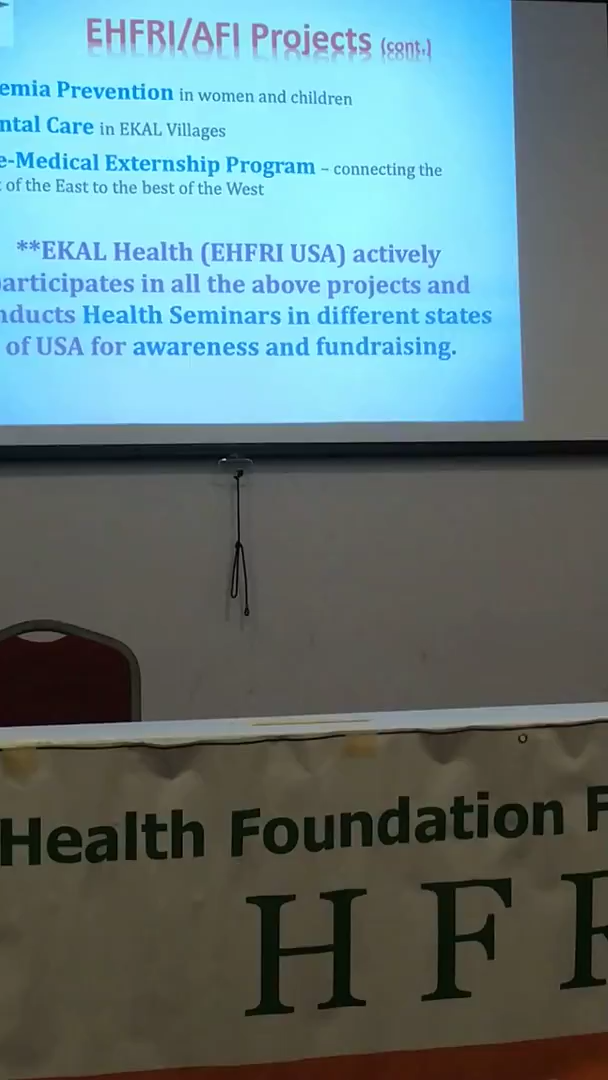 EHFRI/AFI Projects (cont.)
emia Prevention in women and children
ntal Care in EKAL Villages
e-Medical Externship Program – connecting the
of the East to the best of the West
**EKAL Health (EHFRI USA) actively
articipates in all the above projects and
nducts Health Seminars in different states
of USA for awareness and fundraising.
Health Foundation F
H F R